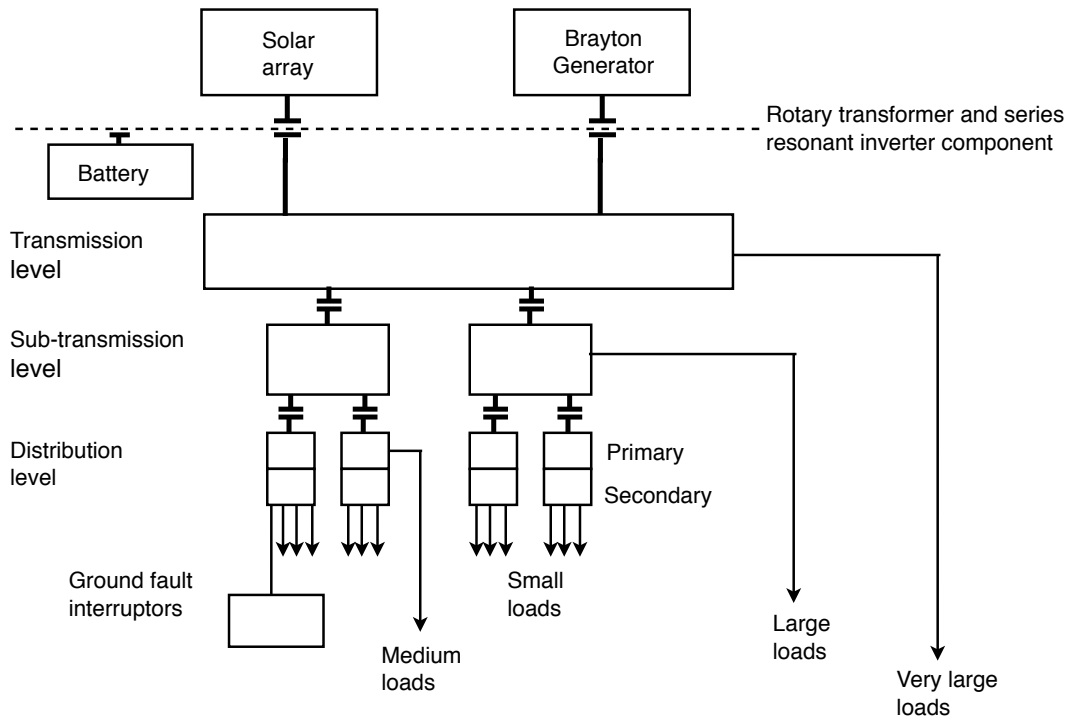 Solar
array
Brayton
Generator
Rotary transformer and series
resonant inverter component
Battery
Transmission
level
Sub-transmission
level
Distribution
level
Primary
Secondary
Ground fault
interruptors
Small
loads
Medium
loads
Large
loads
Very large
loads